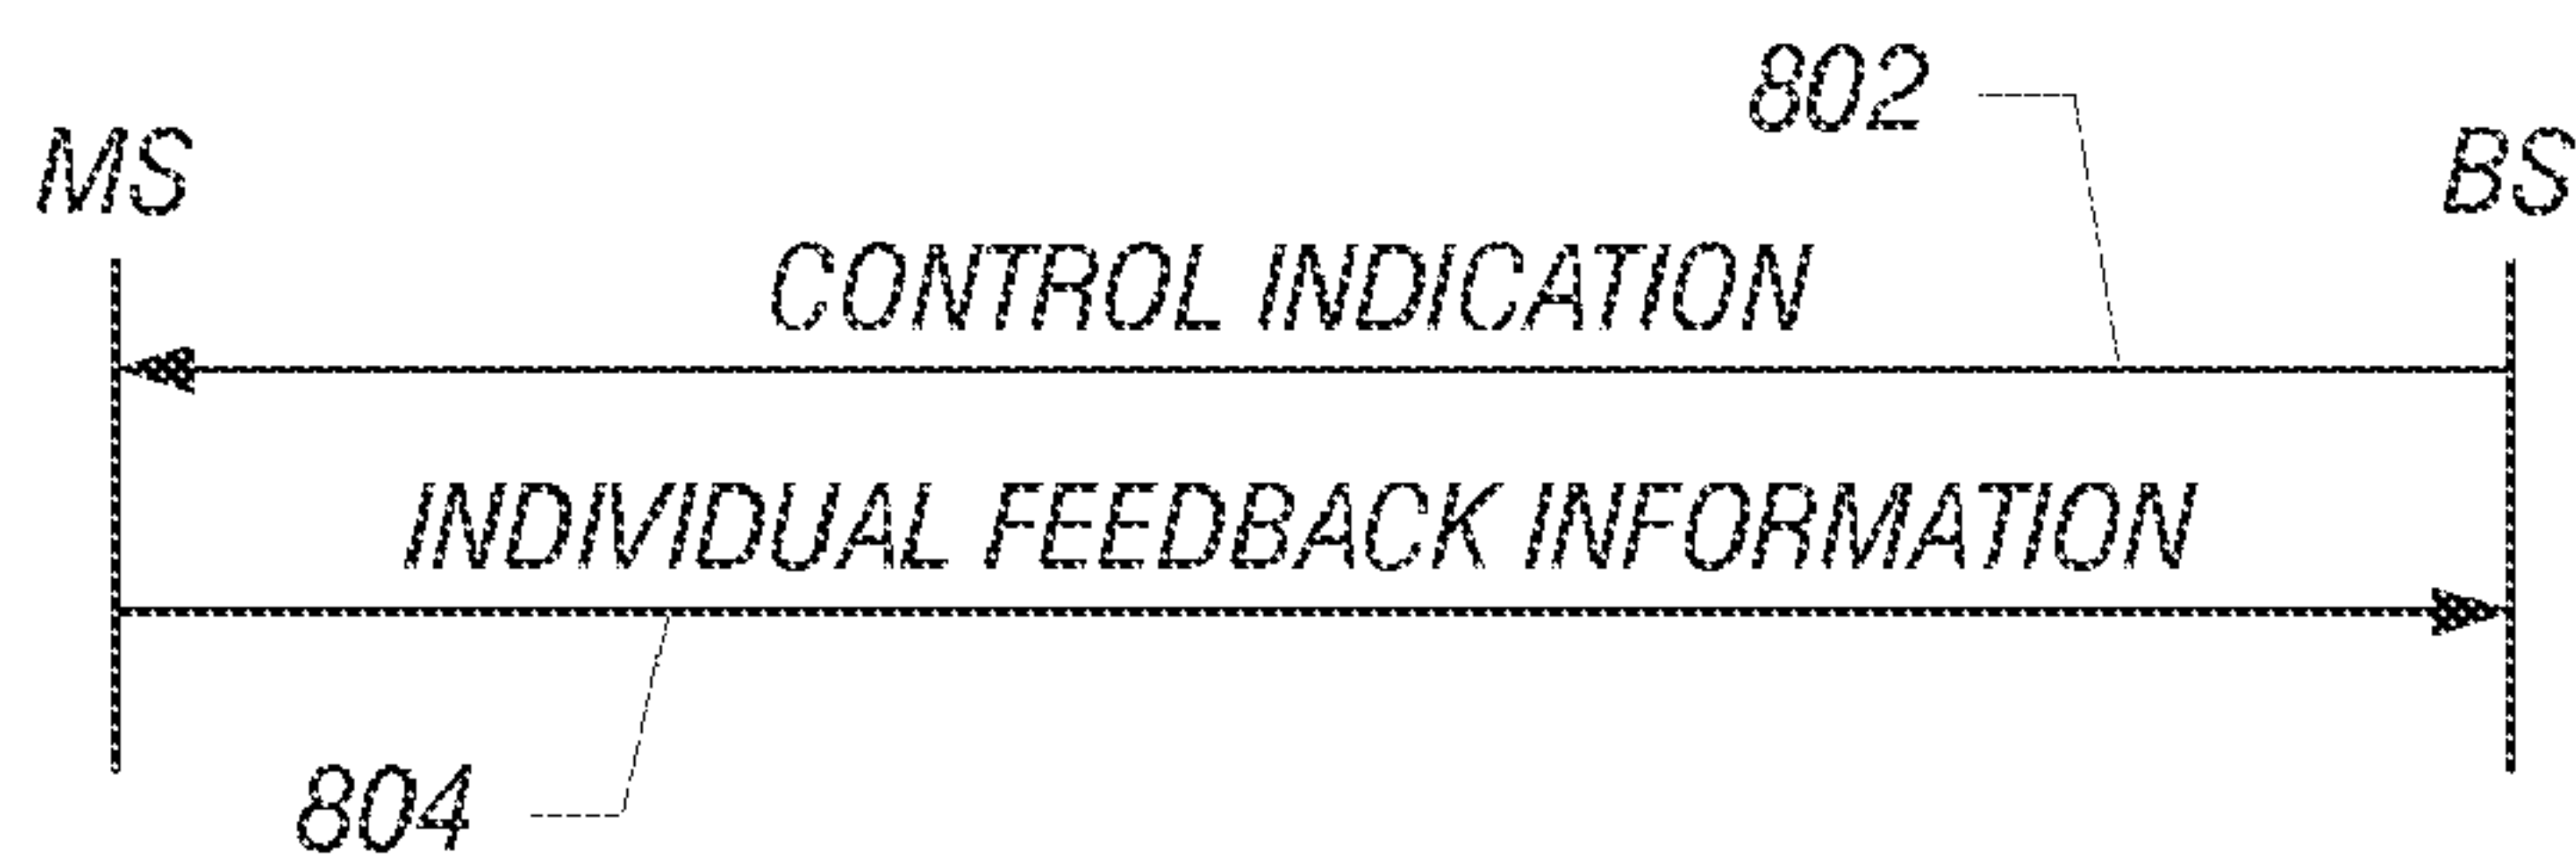 802
MS
BS
CONTROL INDICATION
INDIVIDUAL FEEDBACK INFORMATION
804